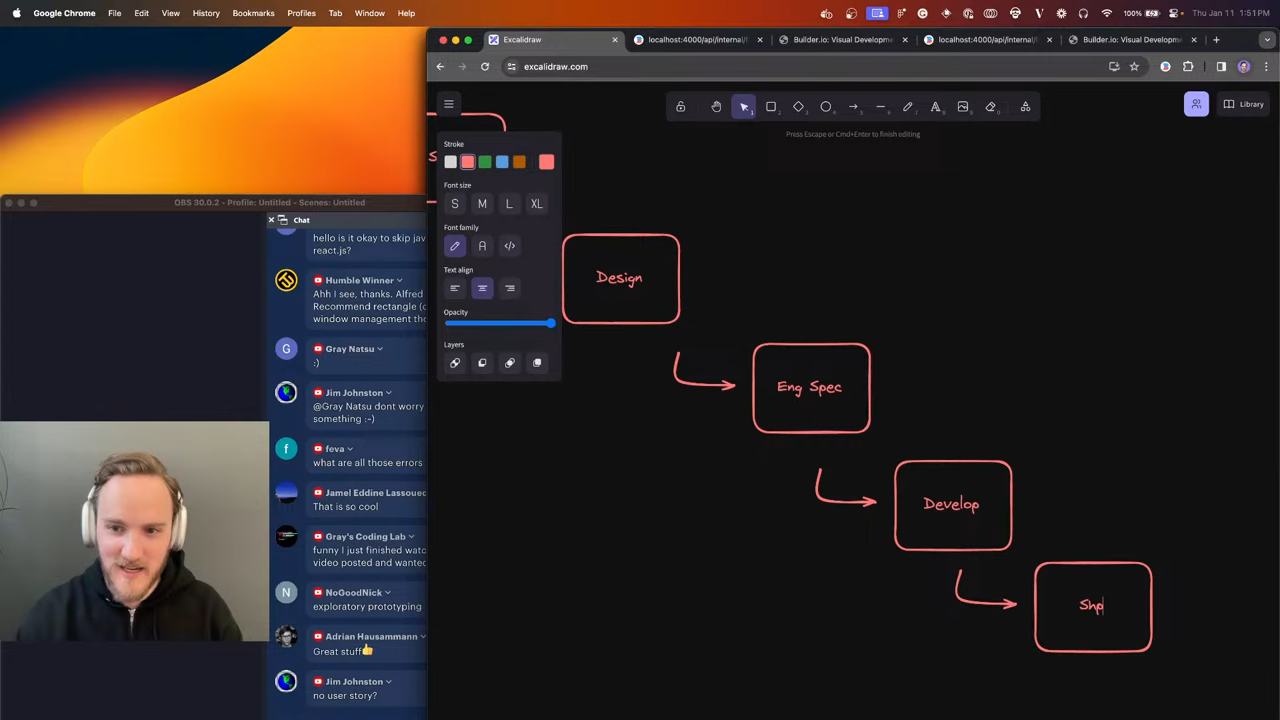 Google Chrome File Edit View History Bookmarks Profiles Tab Window Help
100% Thu Jan 11 1:51 PM
OBS 30.0.2 - Profile: Untitled - Scenes: Untitled
Chat
hello is it okay to skip jav
react.js?
Humble Winner
Ahh I see, thanks. Alfred
Recommend rectangle (c
window management tho
Gray Natsu
:)
Jim Johnston
@Gray Natsu dont worry
something :-)
feva
what are all those errors
Jamel Eddine Lassoued
That is so cool
Gray's Coding Lab
funny I just finished watc
video posted and wanted
NoGoodNick
exploratory prototyping
Adrian Hausammann
Great stuff👍
Jim Johnston
no user story?
Excalidraw
localhost:4000/api/internal/
Builder.io: Visual Developme
localhost:4000/api/internal/
Builder.io: Visual Developme
excalidraw.com
Library
Press Escape or Cmd+Enter to finish editing
Stroke
Font size
S M L XL
Font family
A </>
Text align
Opacity
Layers
Design
Eng Spec
Develop
Shp